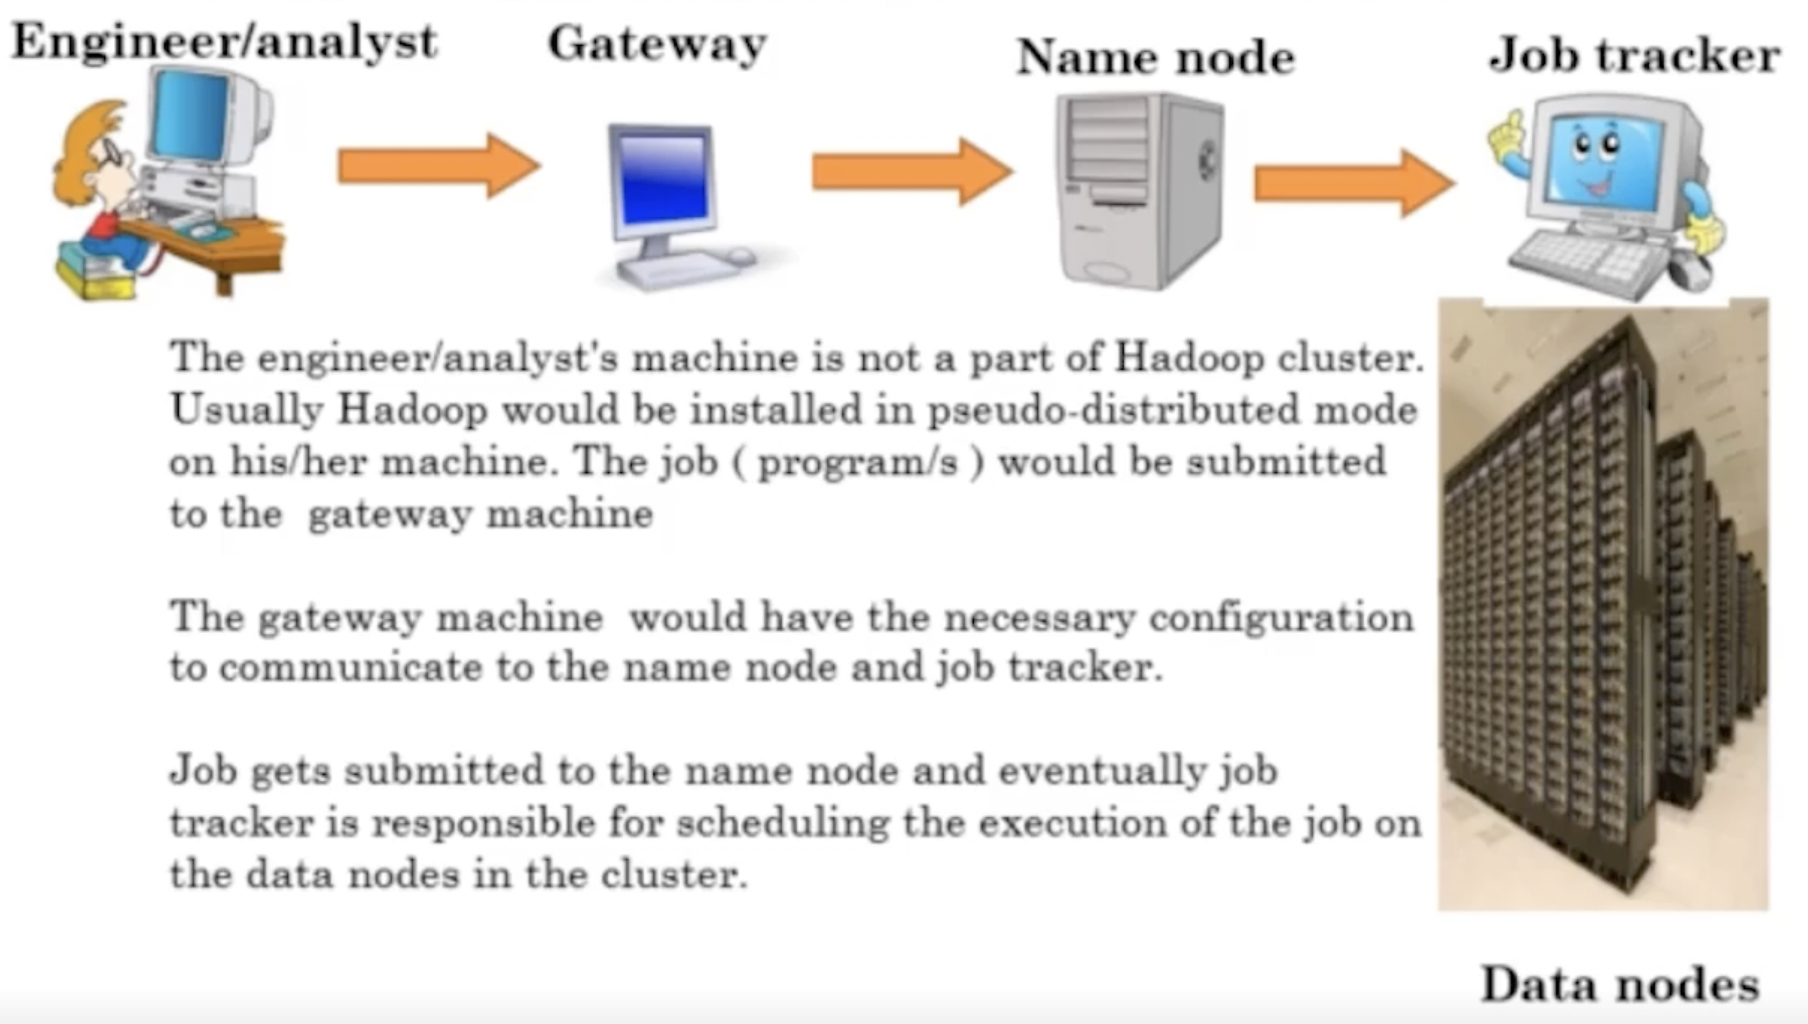 Engineer/analyst
Gateway
Name node
Job tracker
The engineer/analyst's machine is not a part of Hadoop cluster.
Usually Hadoop would be installed in pseudo-distributed mode
on his/her machine. The job ( program/s ) would be submitted
to the  gateway machine
The gateway machine  would have the necessary configuration
to communicate to the name node and job tracker.
Job gets submitted to the name node and eventually job
tracker is responsible for scheduling the execution of the job on
the data nodes in the cluster.
Data nodes